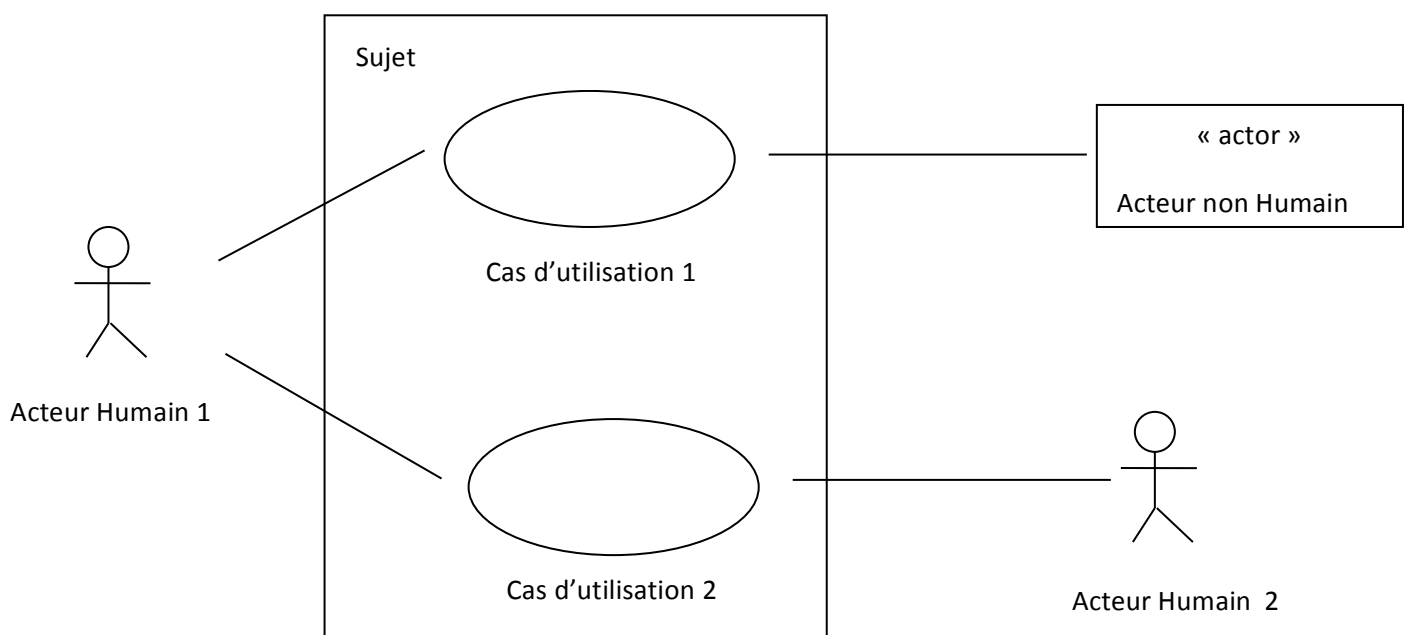 Sujet
« actor »
Acteur non Humain
Cas d’utilisation 1
Acteur Humain 1
Cas d’utilisation 2
Acteur Humain  2